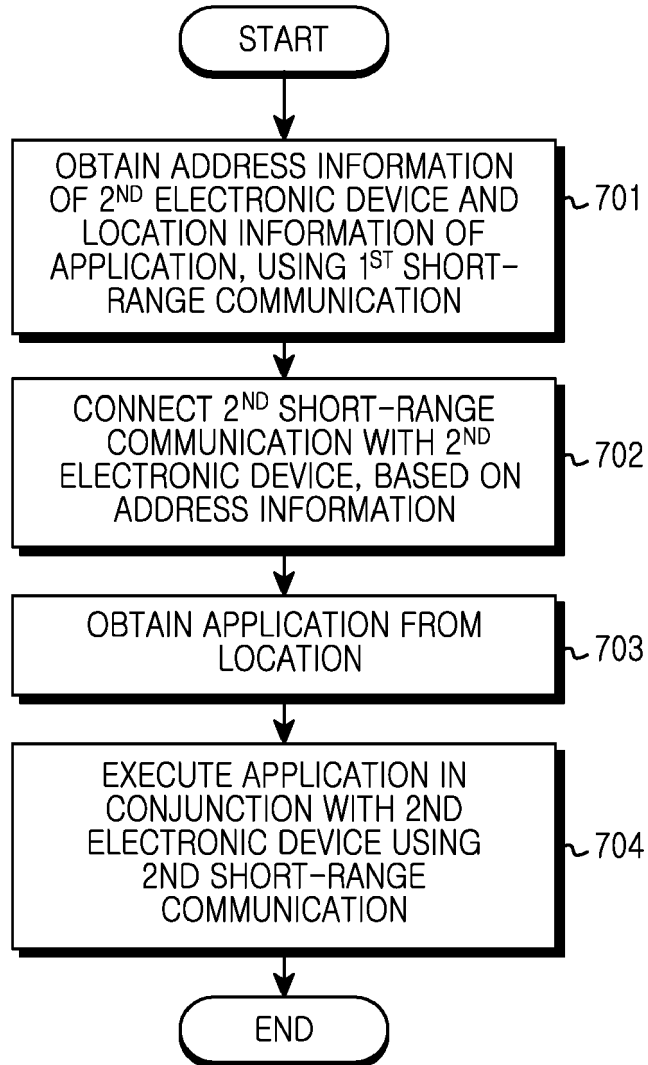 START
OBTAIN ADDRESS INFORMATION
OF 2ND ELECTRONIC DEVICE AND
LOCATION INFORMATION OF
APPLICATION, USING 1ST SHORT-
RANGE COMMUNICATION
701
CONNECT 2ND SHORT-RANGE
COMMUNICATION WITH 2ND
ELECTRONIC DEVICE, BASED ON
ADDRESS INFORMATION
702
OBTAIN APPLICATION FROM
LOCATION
703
EXECUTE APPLICATION IN
CONJUNCTION WITH 2ND
ELECTRONIC DEVICE USING
2ND SHORT-RANGE
COMMUNICATION
704
END